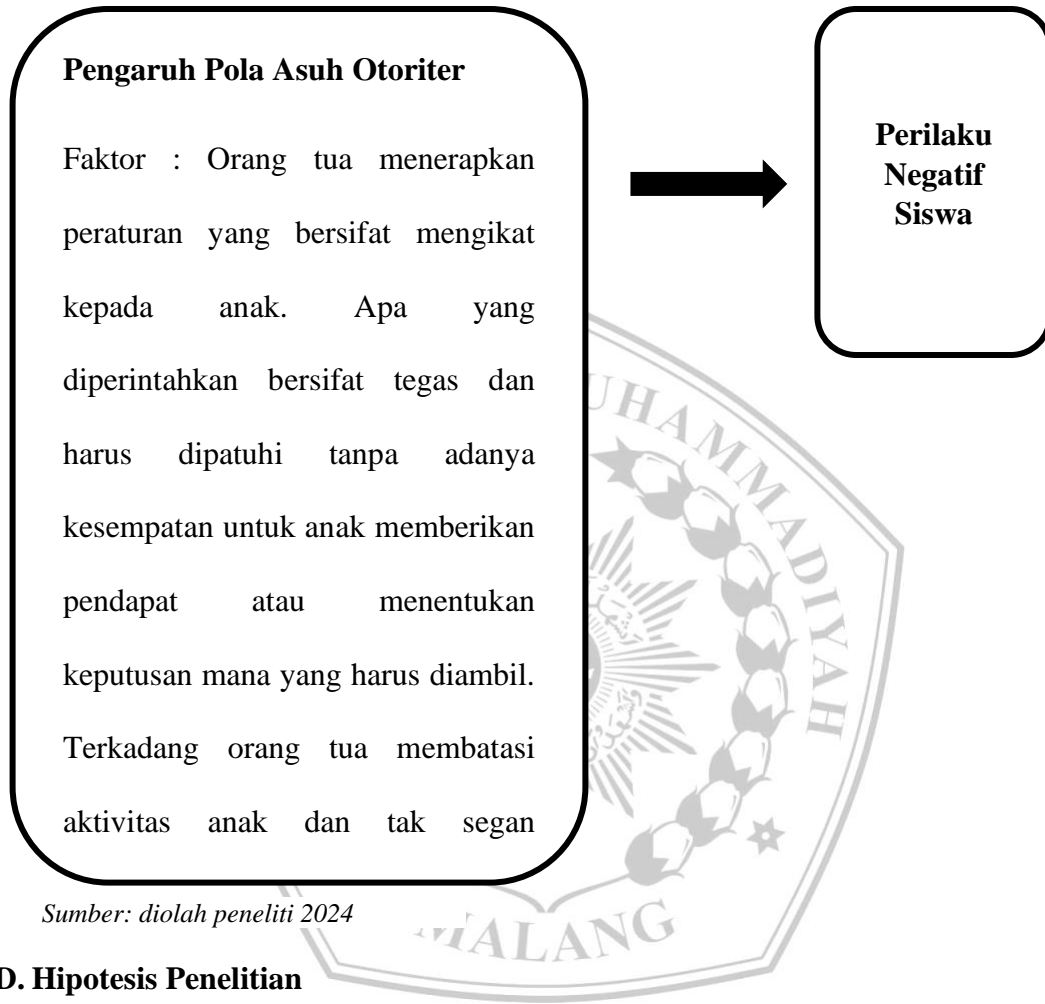 Pengaruh Pola Asuh Otoriter
Faktor : Orang tua menerapkan
peraturan yang bersifat mengikat
kepada anak. Apa yang
diperintahkan bersifat tegas dan
harus dipatuhi tanpa adanya
kesempatan untuk anak memberikan
pendapat atau menentukan
keputusan mana yang harus diambil.
Terkadang orang tua membatasi
aktivitas anak dan tak segan
Perilaku
Negatif
Siswa
UHAMMADIYAH
MALANG
Sumber: diolah peneliti 2024
D. Hipotesis Penelitian